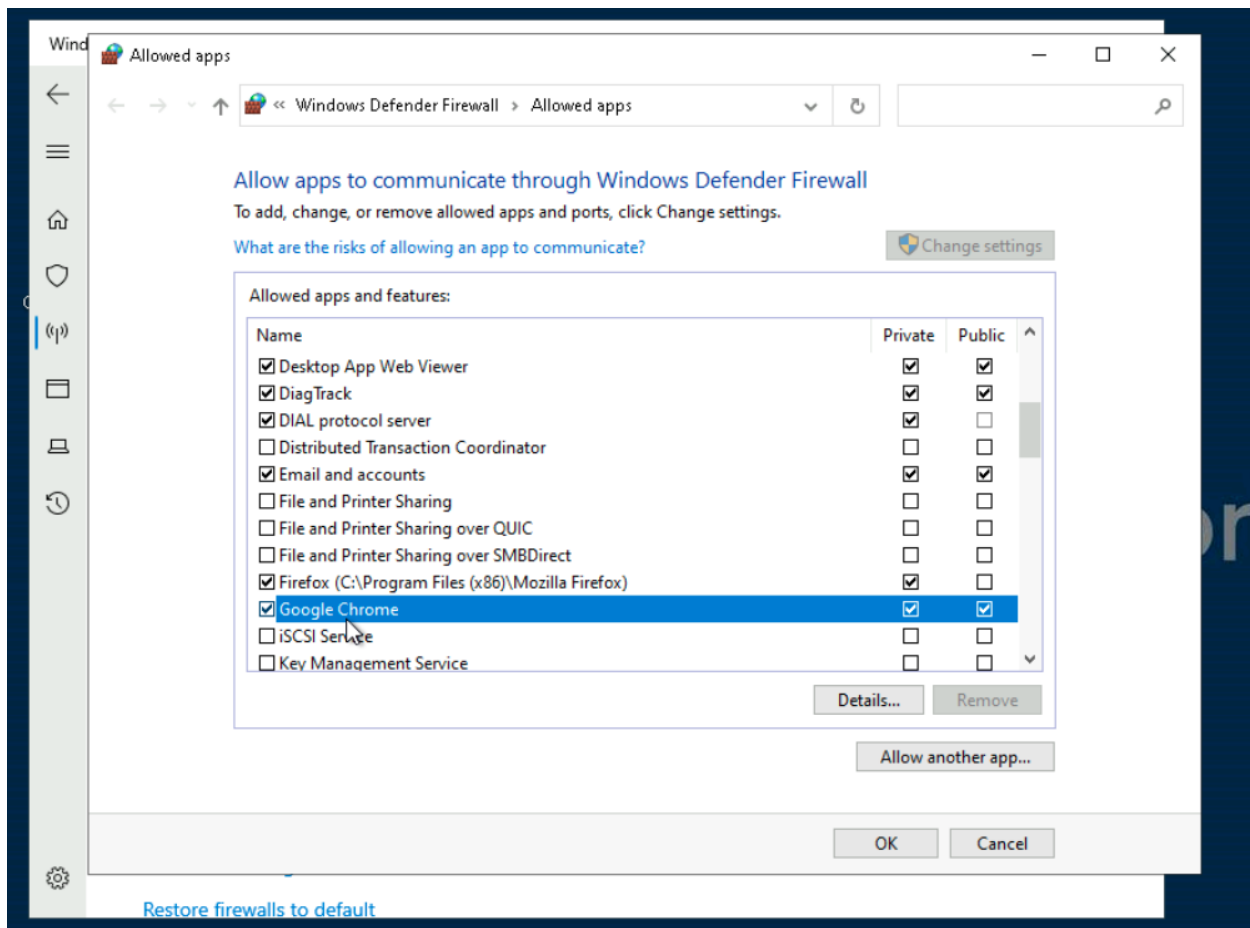 Wind
Allowed apps
« Windows Defender Firewall > Allowed apps
Allow apps to communicate through Windows Defender Firewall
To add, change, or remove allowed apps and ports, click Change settings.
What are the risks of allowing an app to communicate?
Change settings
Allowed apps and features:
Name Private Public
Desktop App Web Viewer
DiagTrack
DIAL protocol server
Distributed Transaction Coordinator
Email and accounts
File and Printer Sharing
File and Printer Sharing over QUIC
File and Printer Sharing over SMBDirect
Firefox (C:\Program Files (x86)\Mozilla Firefox)
Google Chrome
iSCSI Service
Key Management Service
Details... Remove
Allow another app...
OK Cancel
Restore firewalls to default